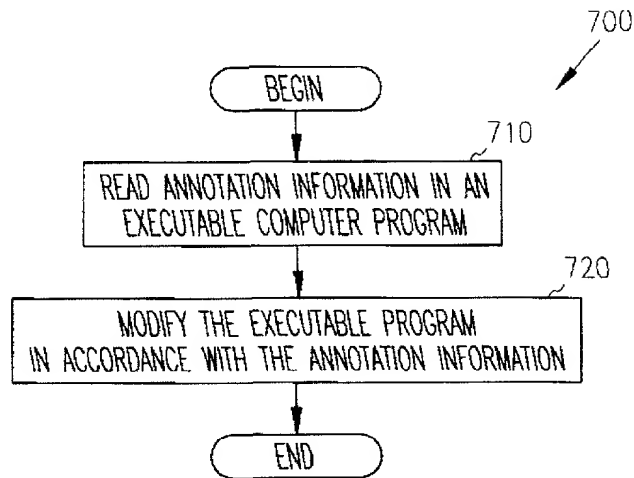 700
BEGIN
710
READ ANNOTATION INFORMATION IN AN
EXECUTABLE COMPUTER PROGRAM
720
MODIFY THE EXECUTABLE PROGRAM
IN ACCORDANCE WITH THE ANNOTATION INFORMATION
END